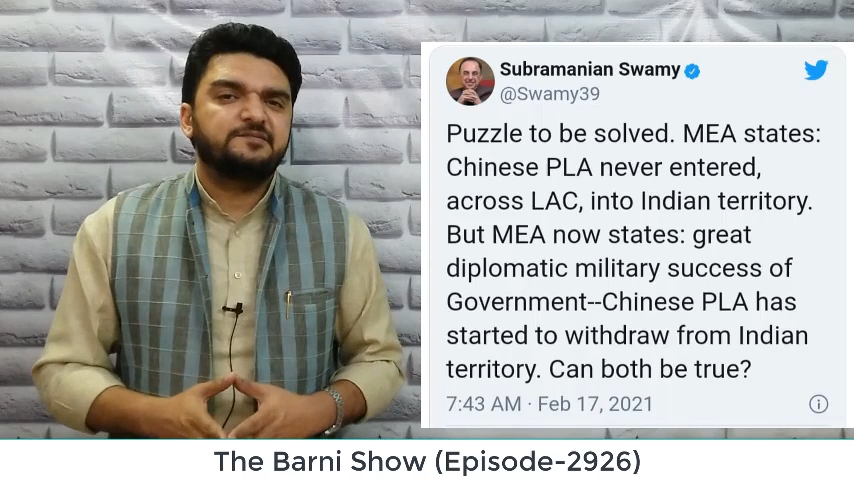 Subramanian Swamy
@Swamy39
Puzzle to be solved. MEA states:
Chinese PLA never entered,
across LAC, into Indian territory.
But MEA now states: great
diplomatic military success of
Government--Chinese PLA has
started to withdraw from Indian
territory. Can both be true?
7:43 AM · Feb 17, 2021
The Barni Show (Episode-2926)